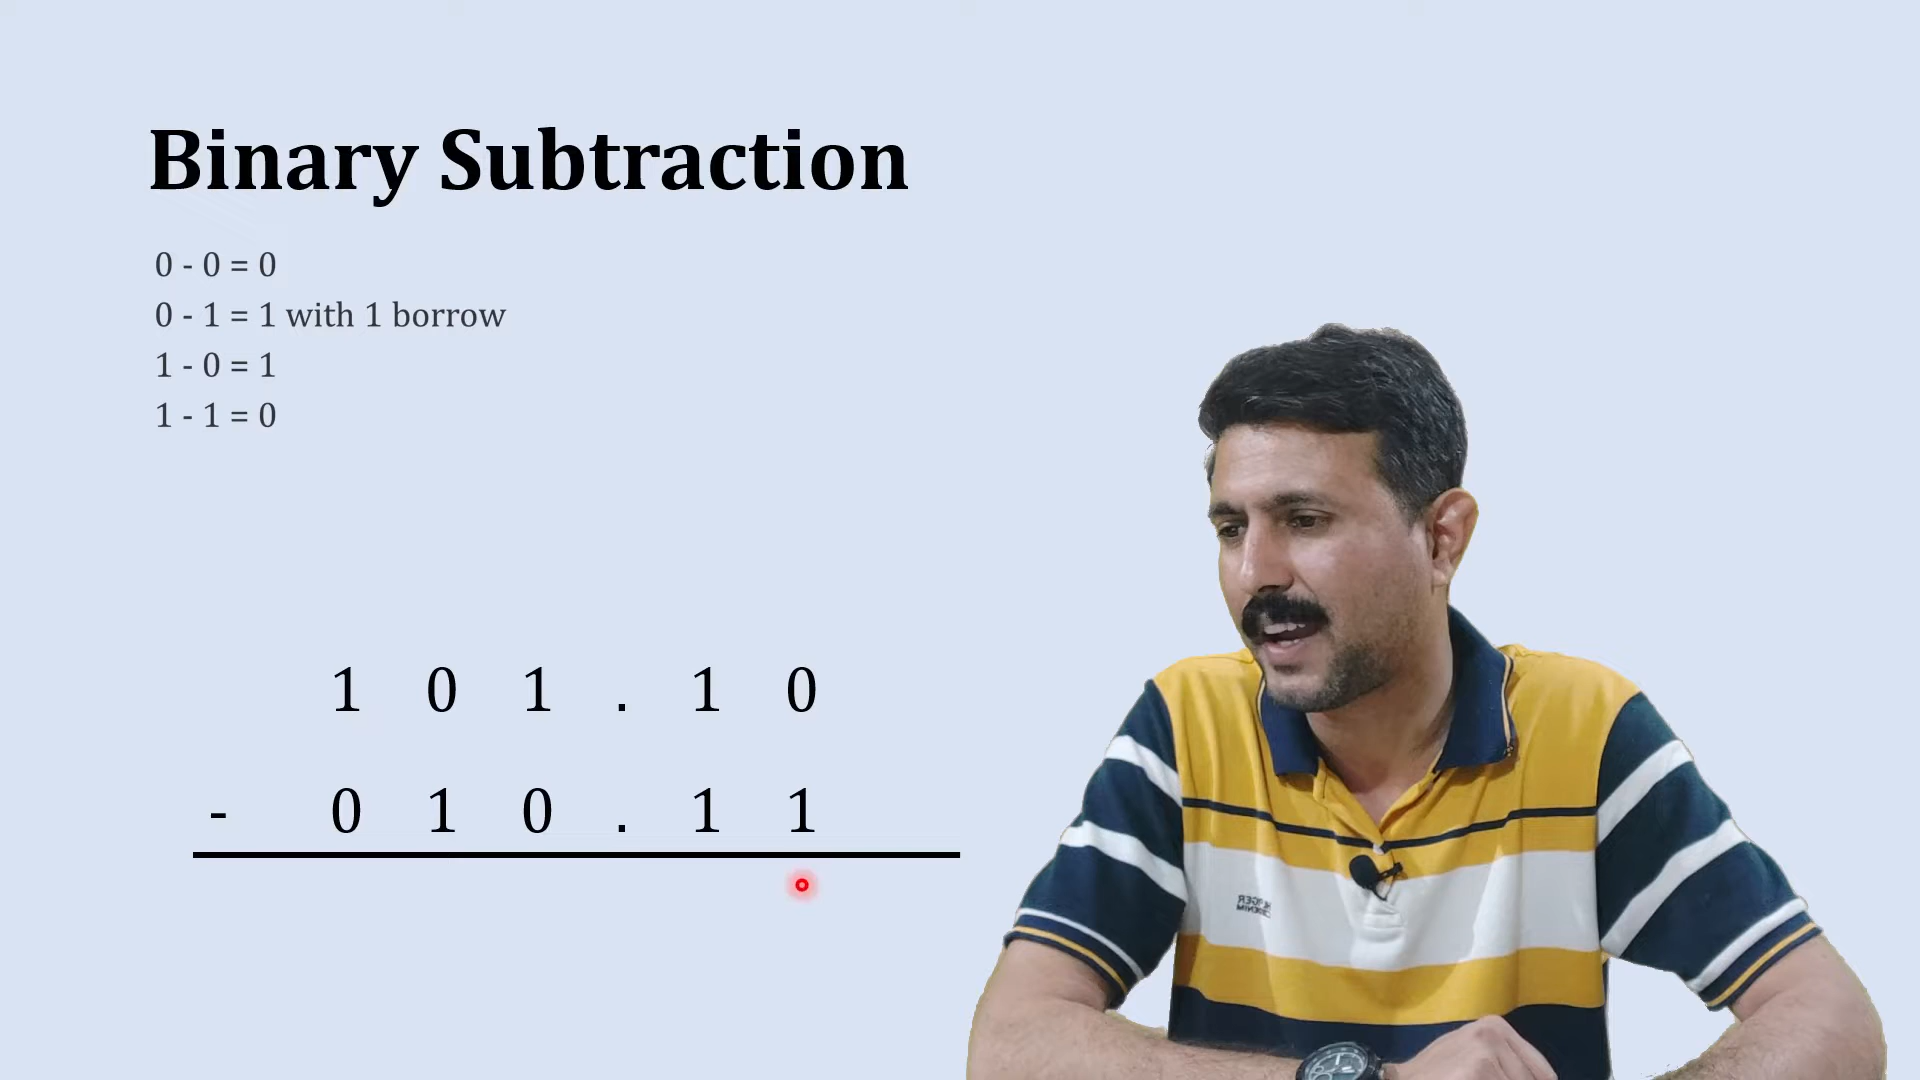 Binary Subtraction
0 - 0 = 0
0 - 1 = 1 with 1 borrow
1 - 0 = 1
1 - 1 = 0
1 0 1 . 1 0
- 0 1 0 . 1 1